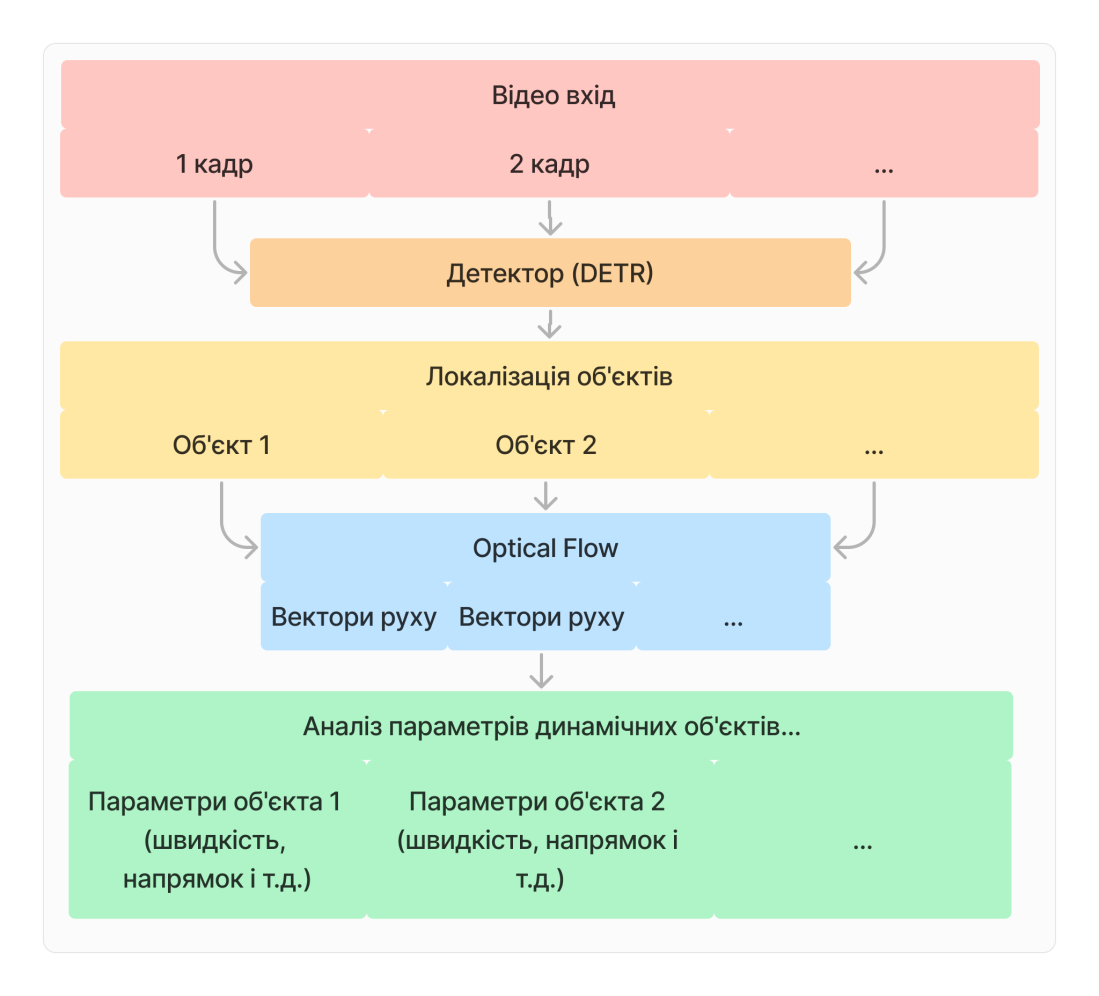 Відео вхід
1 кадр
2 кадр
...
Детектор (DETR)
Локалізація об'єктів
Об'єкт 1
Об'єкт 2
...
Optical Flow
Вектори руху
Вектори руху
...
Аналіз параметрів динамічних об'єктів...
Параметри об'єкта 1
(швидкість,
напрямок і т.д.)
Параметри об'єкта 2
(швидкість, напрямок і
т.д.)
...